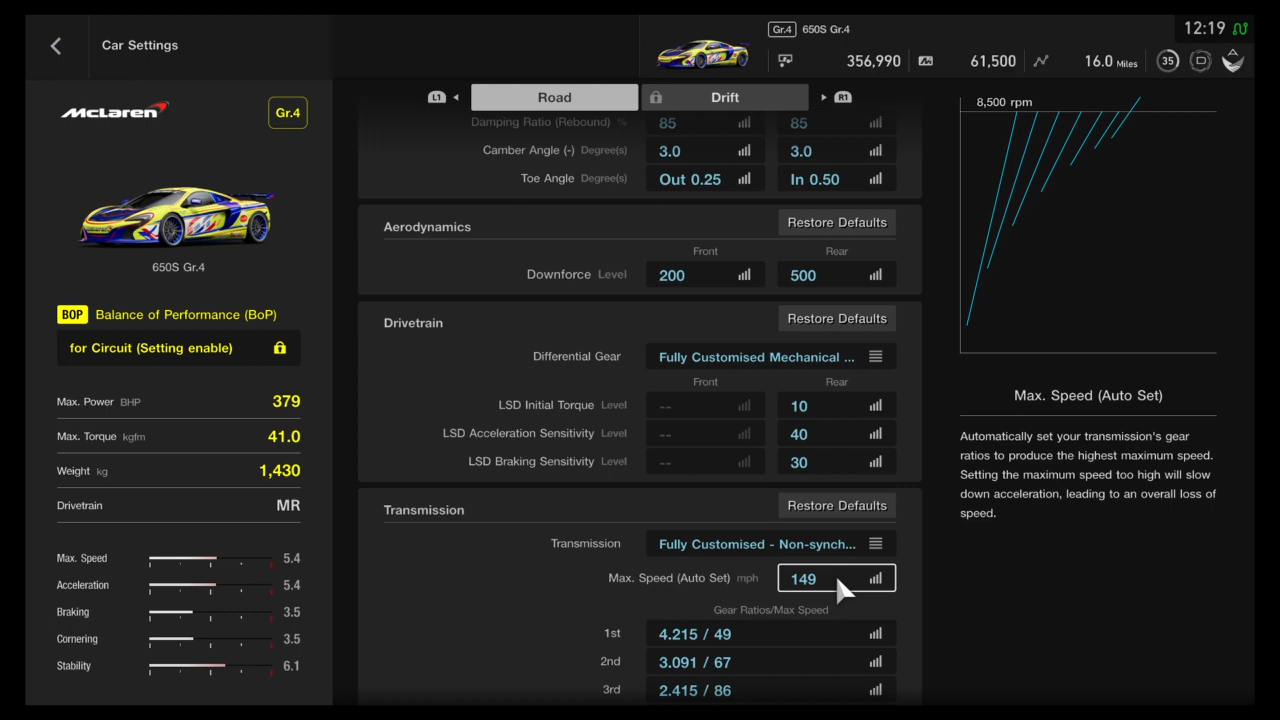 Car Settings
Gr.4 650S Gr.4
12:19
356,990 61,500 16.0 Miles 35
McLaren
Gr.4
650S Gr.4
BOP Balance of Performance (BoP)
for Circuit (Setting enable)
Max. Power BHP 379
Max. Torque kgfm 41.0
Weight kg 1,430
Drivetrain MR
Max. Speed 5.4
Acceleration 5.4
Braking 3.5
Cornering 3.5
Stability 6.1
L1 Road Drift R1
Damping Ratio (Rebound) % 85 85
Camber Angle (-) Degree(s) 3.0 3.0
Toe Angle Degree(s) Out 0.25 In 0.50
Aerodynamics Restore Defaults
Front Rear
Downforce Level 200 500
Drivetrain Restore Defaults
Differential Gear Fully Customised Mechanical ...
Front Rear
LSD Initial Torque Level -- 10
LSD Acceleration Sensitivity Level -- 40
LSD Braking Sensitivity Level -- 30
Transmission Restore Defaults
Transmission Fully Customised - Non-synch...
Max. Speed (Auto Set) mph 149
Gear Ratios/Max Speed
1st 4.215 / 49
2nd 3.091 / 67
3rd 2.415 / 86
8,500 rpm
Max. Speed (Auto Set)
Automatically set your transmission's gear
ratios to produce the highest maximum speed.
Setting the maximum speed too high will slow
down acceleration, leading to an overall loss of
speed.